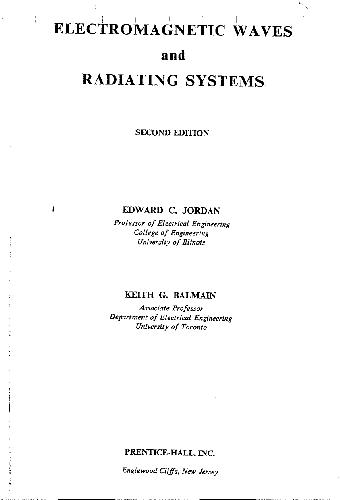 ELECTROMAGNETIC WAVES
and
RADIATING SYSTEMS
SECOND EDITION
EDWARD C. JORDAN
Professor of Electrical Engineering
College of Engineering
University of Illinois
KEITH G. BALMAIN
Associate Professor
Department of Electrical Engineering
University of Toronto
PRENTICE-HALL, INC.
Englewood Cliffs, New Jersey